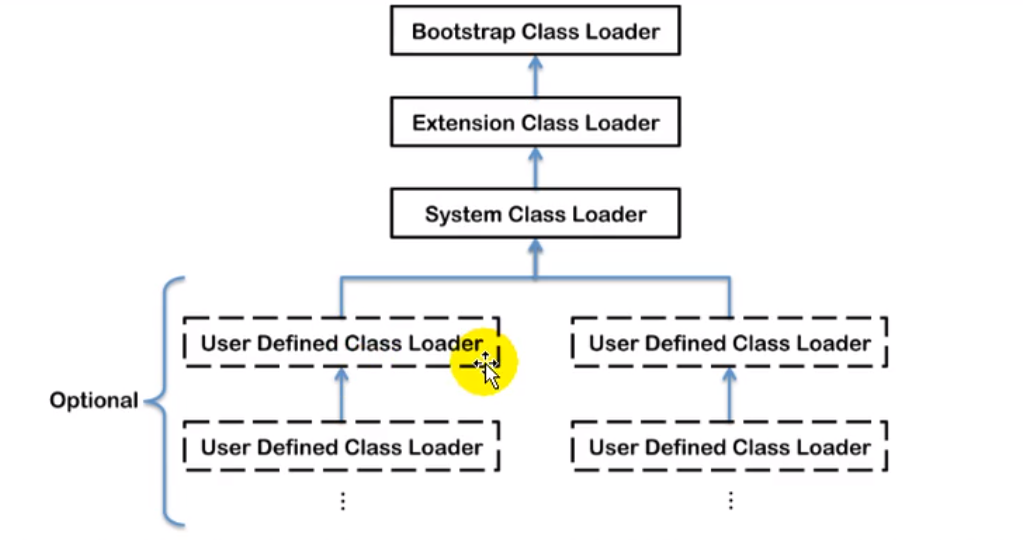 Bootstrap Class Loader
Extension Class Loader
System Class Loader
User Defined Class Loader
User Defined Class Loader
Optional
User Defined Class Loader
User Defined Class Loader